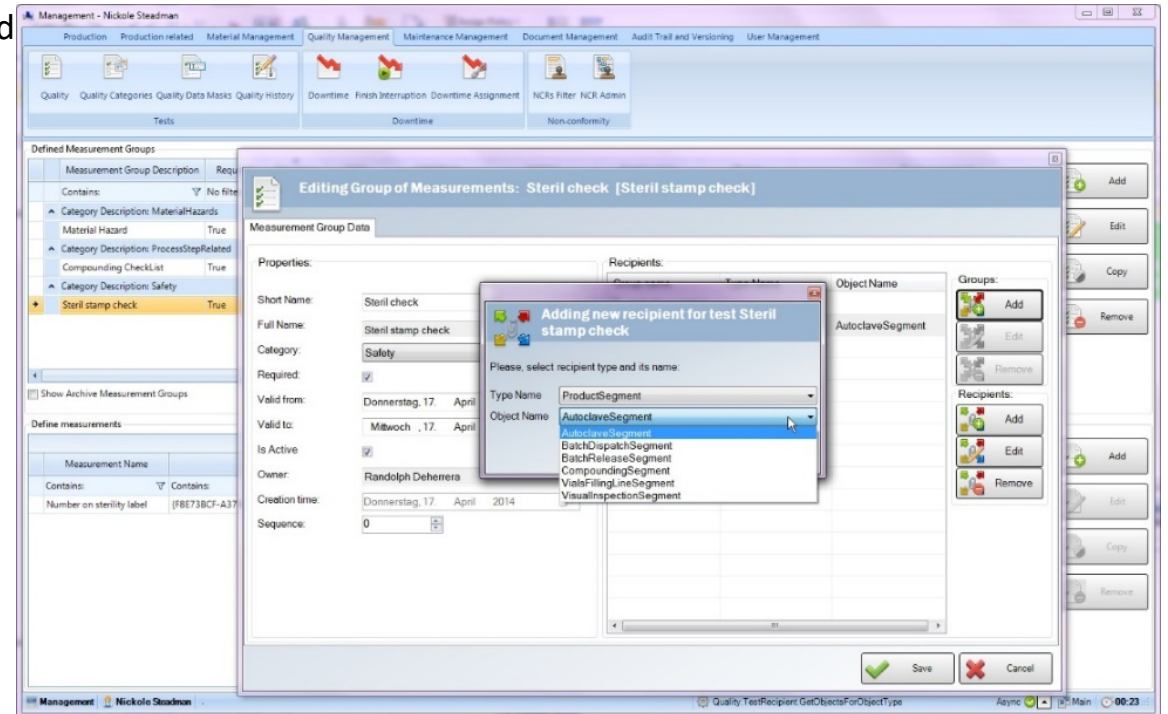 d
Management - Nickole Steadman
Production Production related Material Management Quality Management Maintenance Management Document Management Audit Trail and Versioning User Management
Quality Quality Categories Quality Data Masks Quality History Downtime Finish Interruption Downtime Assignment NCRs Filter NCR Admin
Tests Downtime Non-conformity
Defined Measurement Groups
Measurement Group Description Requ
Contains: No filte
Category Description: MaterialHazards
Material Hazard True
Category Description: ProcessStepRelated
Compounding CheckList True
Category Description: Safety
Steril stamp check True
Show Archive Measurement Groups
Define measurements
Measurement Name
Contains: Contains:
Number on sterility label
Add
Edit
Copy
Remove
Add
Edit
Copy
Remove
Editing Group of Measurements: Steril check [Steril stamp check]
Measurement Group Data
Properties:
Short Name: Steril check
Full Name: Steril stamp check
Category: Safety
Required:
Valid from: Donnerstag, 17. April
Valid to: Mittwoch , 17. April
Is Active
Owner: Randolph Deherrera
Creation time: Donnerstag, 17. April 2014
Sequence: 0
Recipients:
Object Name
AutoclaveSegment
Groups:
Add
Edit
Remove
Recipients:
Add
Edit
Remove
Adding new recipient for test Steril
stamp check
Please, select recipient type and its name:
Type Name ProductSegment
Object Name AutoclaveSegment
AutoclaveSegment
BatchDispatchSegment
BatchReleaseSegment
CompoundingSegment
VialsFillingLineSegment
VisualInspectionSegment
Save Cancel
Management Nickole Steadman Quality.TestRecipient.GetObjectsForObjectType Async Main 00:23